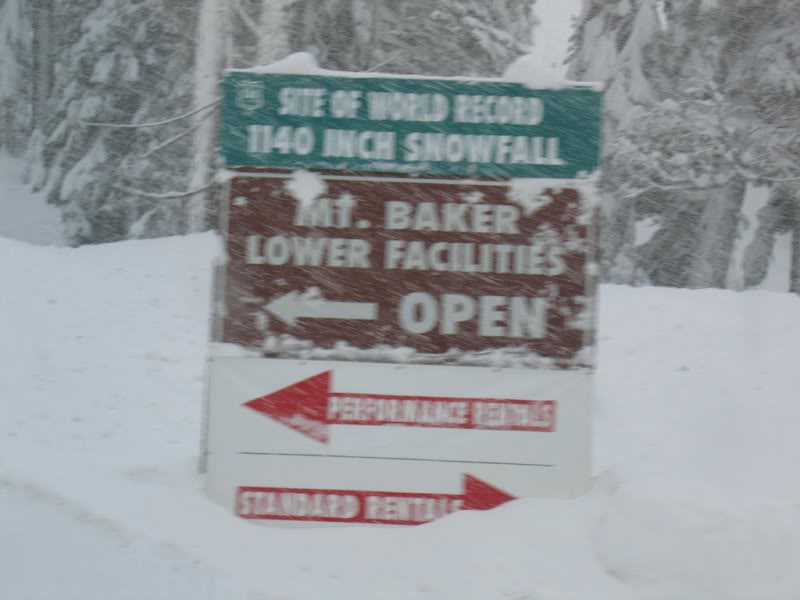 SITE OF WORLD RECORD
1140 INCH SNOWFALL
Mt. BAKER
LOWER FACILITIES
OPEN
PERFORMANCE RENTALS
STANDARD RENTALS